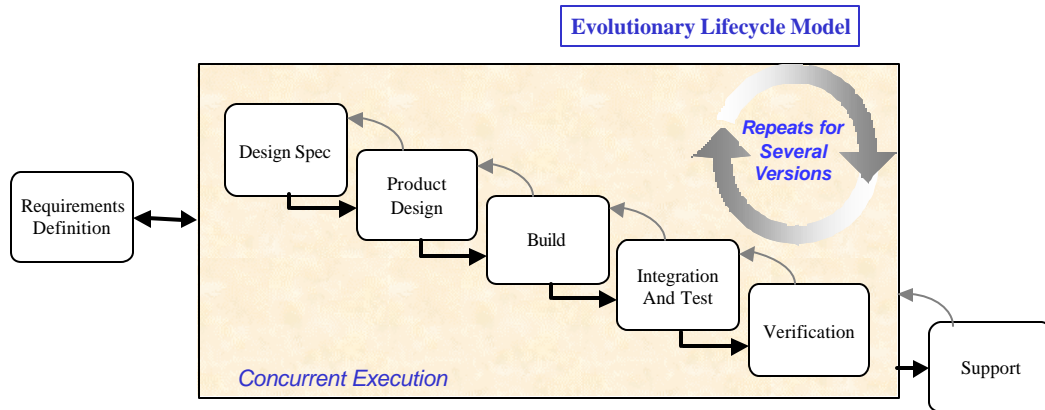 Evolutionary Lifecycle Model
Repeats for
Several
Versions
Design Spec
Product
Design
Requirements
Definition
Build
Integration
And Test
Verification
Support
Concurrent Execution